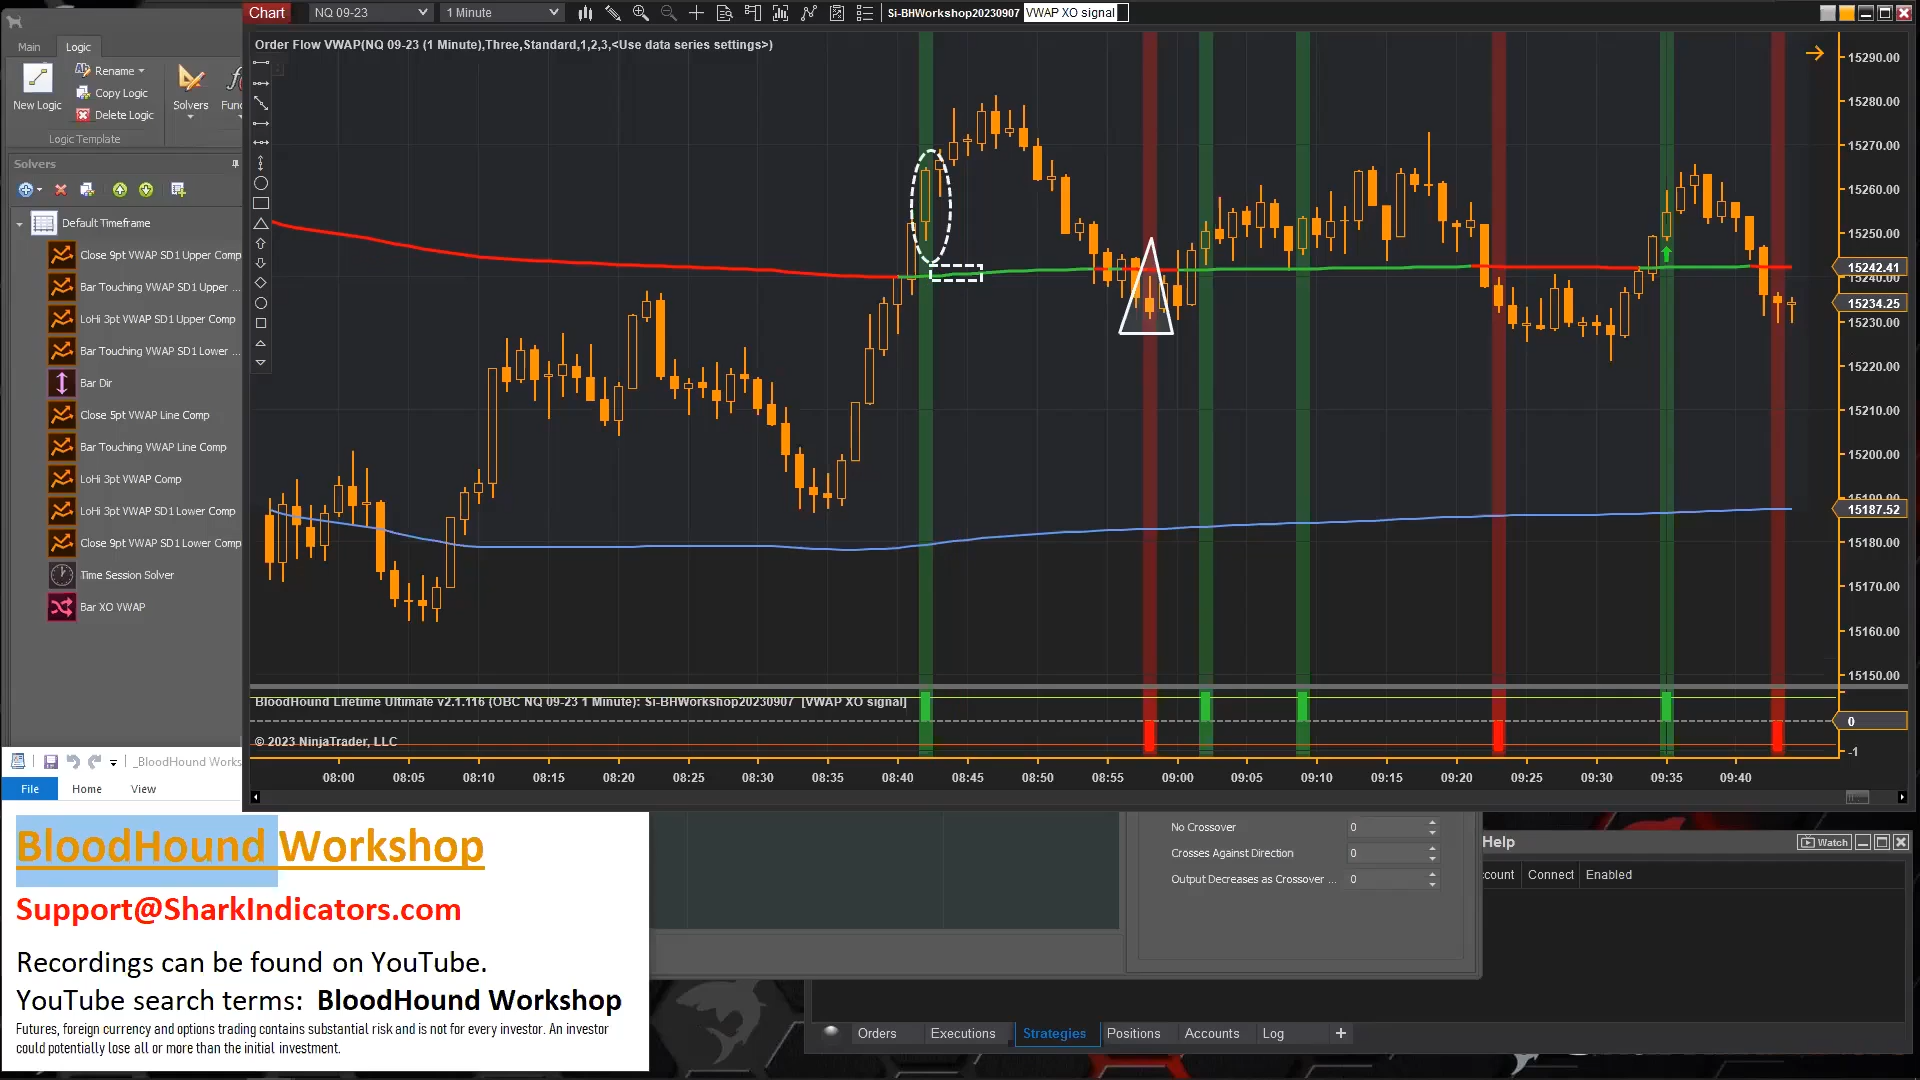 Chart NQ 09-23 1 Minute Si-BHWorkshop20230907 VWAP XO signal
Main Logic
Rename
Copy Logic
Delete Logic
New Logic Solvers Func
Logic Template
Solvers
Default Timeframe
Close 9pt VWAP SD1 Upper Comp
Bar Touching VWAP SD1 Upper ...
LoHi 3pt VWAP SD1 Upper Comp
Bar Touching VWAP SD1 Lower ...
Bar Dir
Close 5pt VWAP Line Comp
Bar Touching VWAP Line Comp
LoHi 3pt VWAP Comp
LoHi 3pt VWAP SD1 Lower Comp
Close 9pt VWAP SD1 Lower Comp
Time Session Solver
Bar XO VWAP
Order Flow VWAP(NQ 09-23 (1 Minute),Three,Standard,1,2,3,<Use data series settings>)
15290.00
15280.00
15270.00
15260.00
15250.00
15242.41
15240.00
15234.25
15230.00
15220.00
15210.00
15200.00
15190.00
15187.52
15180.00
15170.00
15160.00
15150.00
BloodHound Lifetime Ultimate v2.1.116 (OBC NQ 09-23 1 Minute): Si-BHWorkshop20230907 [VWAP XO signal]
0
© 2023 NinjaTrader, LLC
-1
08:00 08:05 08:10 08:15 08:20 08:25 08:30 08:35 08:40 08:45 08:50 08:55 09:00 09:05 09:10 09:15 09:20 09:25 09:30 09:35 09:40
_BloodHound Works
File Home View
BloodHound Workshop
Support@SharkIndicators.com
Recordings can be found on YouTube.
YouTube search terms: BloodHound Workshop
Futures, foreign currency and options trading contains substantial risk and is not for every investor. An investor
could potentially lose all or more than the initial investment.
No Crossover 0
Crosses Against Direction 0
Output Decreases as Crossover ... 0
Help Watch
count Connect Enabled
Orders Executions Strategies Positions Accounts Log +